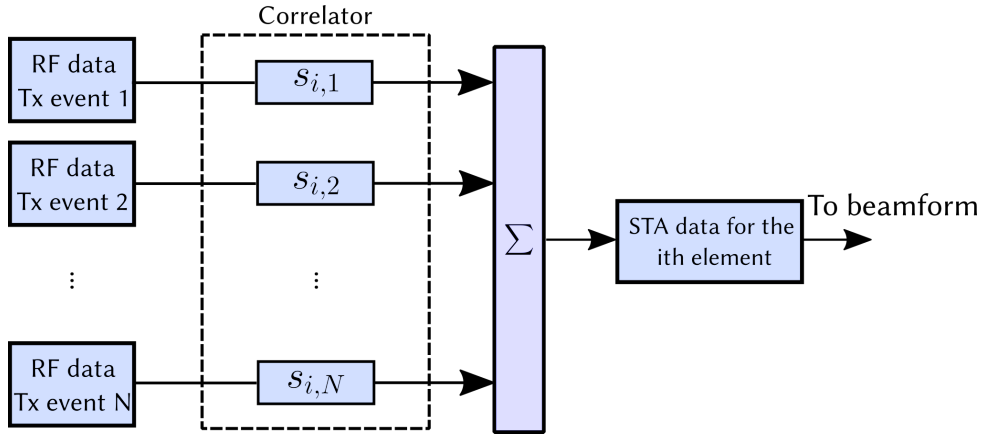 Correlator
RF data
Tx event 1
s_{i,1}
RF data
Tx event 2
s_{i,2}
⋮
⋮
RF data
Tx event N
s_{i,N}
∑
STA data for the
ith element
To beamform